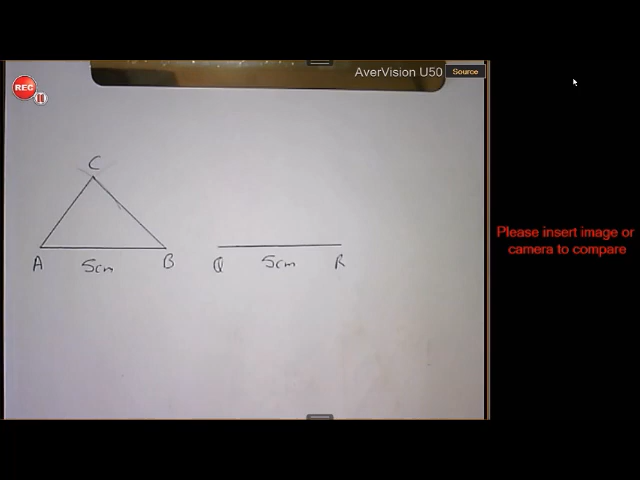 AverVision U50
Source
REC
C
A 5cm B
Q 5cm R
Please insert image or
camera to compare